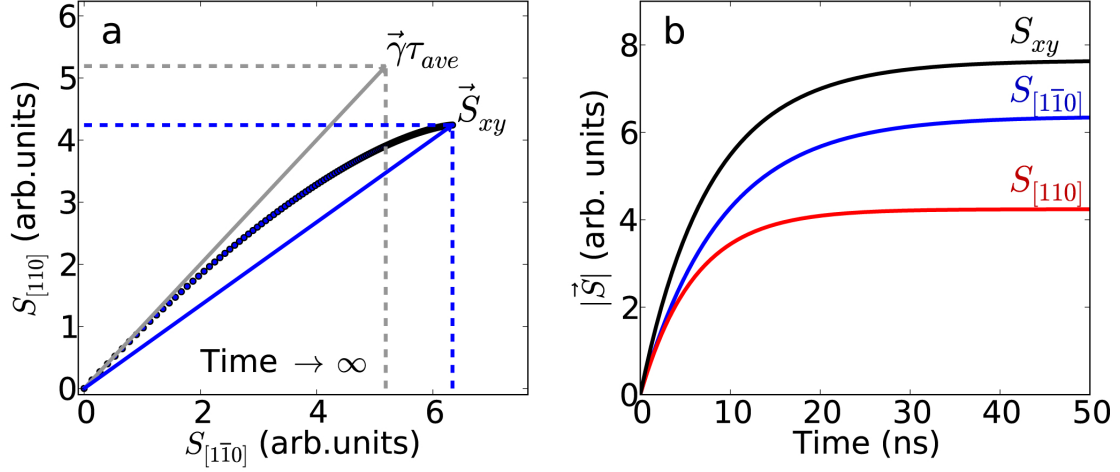 a
6
5
4
3
2
1
0
S[110] (arb.units)
γ⃗τave
S⃗xy
Time → ∞
0 2 4 6
S[11̄0] (arb.units)
b
8
6
4
2
0
|S⃗| (arb. units)
Sxy
S[11̄0]
S[110]
0 10 20 30 40 50
Time (ns)